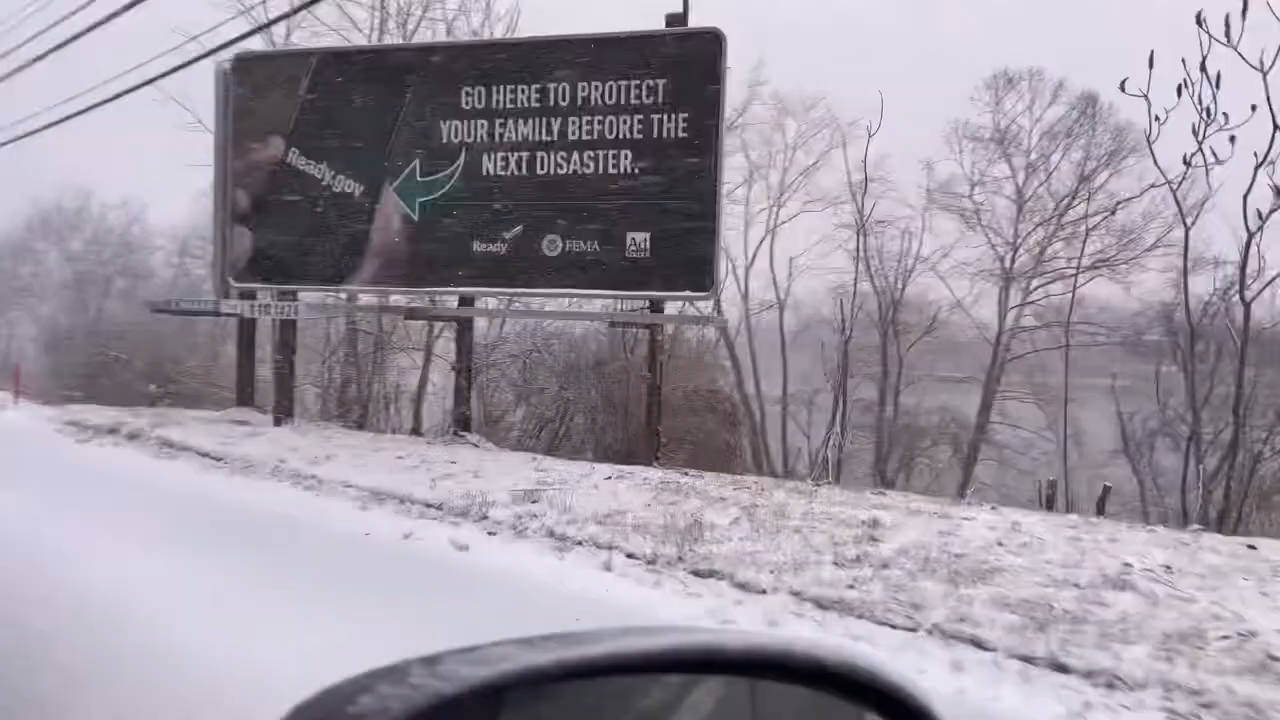 GO HERE TO PROTECT
YOUR FAMILY BEFORE THE
NEXT DISASTER.
Ready.gov
Ready
FEMA
Ad